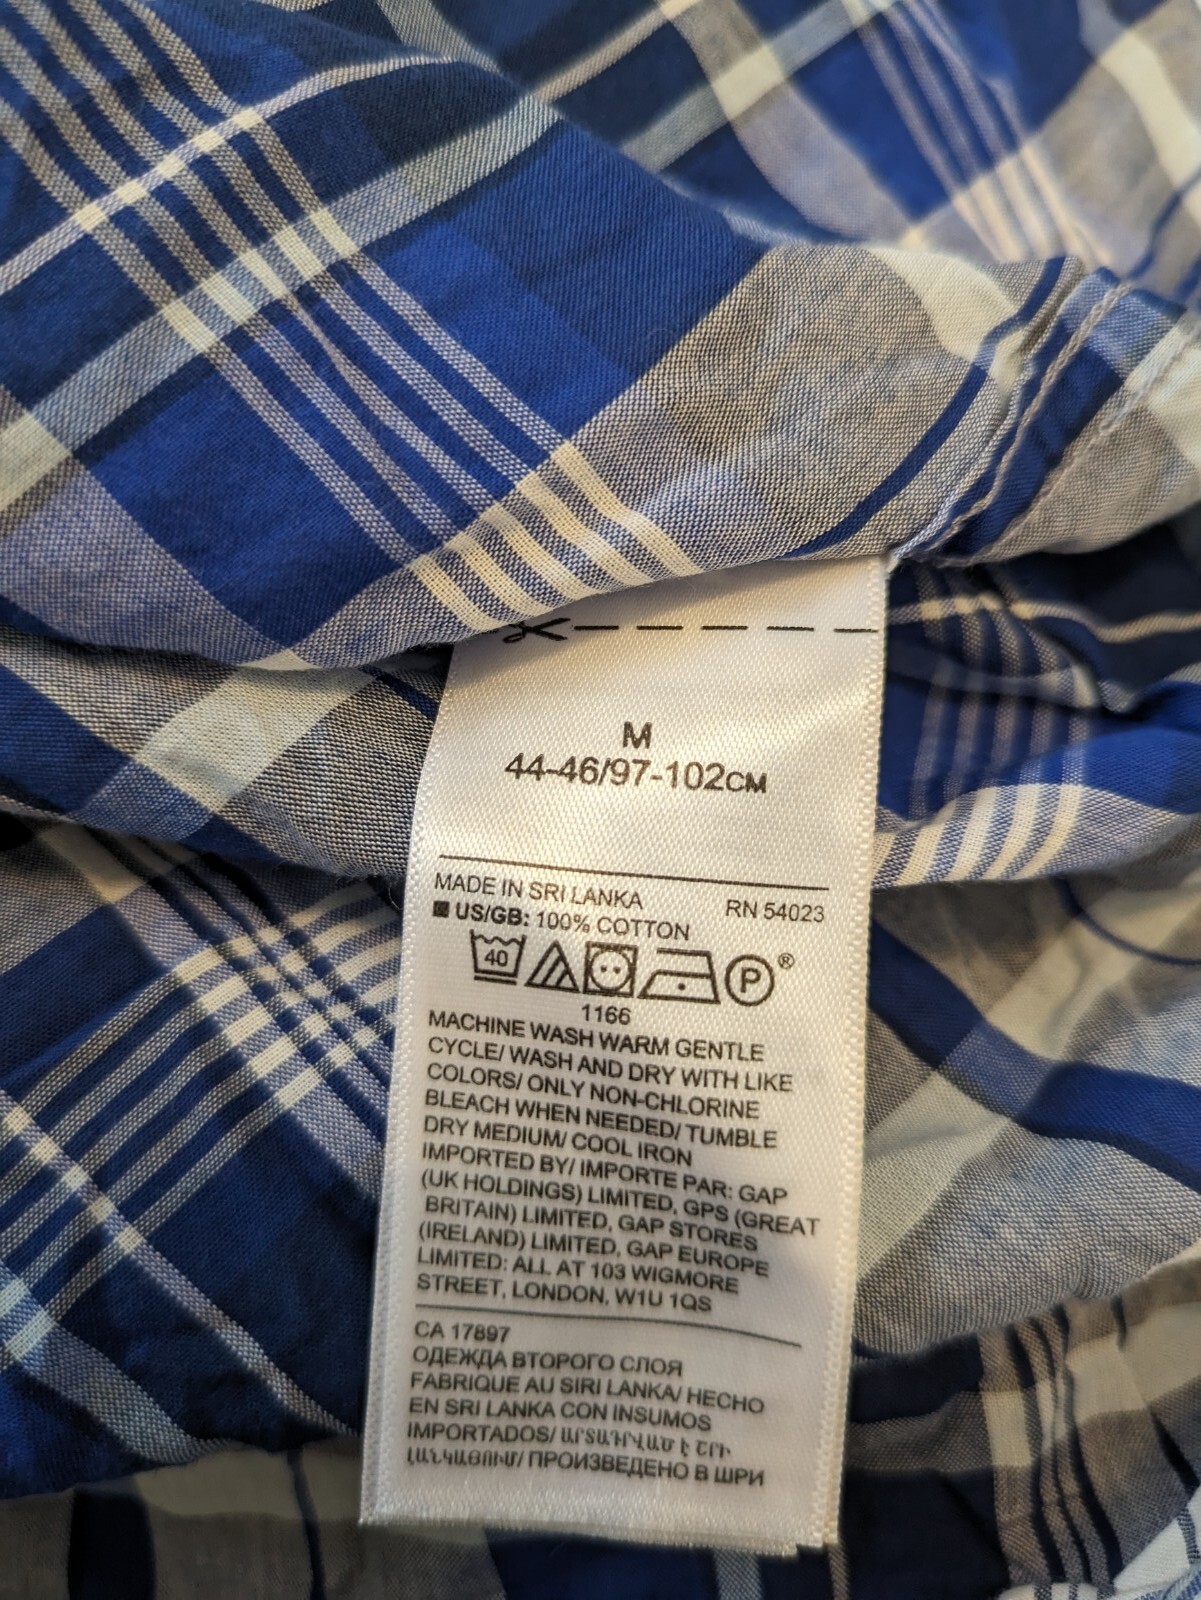 M
44-46/97-102CM
MADE IN SRI LANKA RN 54023
US/GB: 100% COTTON
40 P®
1166
MACHINE WASH WARM GENTLE
CYCLE/ WASH AND DRY WITH LIKE
COLORS/ ONLY NON-CHLORINE
BLEACH WHEN NEEDED/ TUMBLE
DRY MEDIUM/ COOL IRON
IMPORTED BY/ IMPORTE PAR: GAP
(UK HOLDINGS) LIMITED, GPS (GREAT
BRITAIN) LIMITED, GAP STORES
(IRELAND) LIMITED, GAP EUROPE
LIMITED: ALL AT 103 WIGMORE
STREET, LONDON, W1U 1QS
CA 17897
ОДЕЖДА ВТОРОГО СЛОЯ
FABRIQUE AU SIRI LANKA/ HECHO
EN SRI LANKA CON INSUMOS
IMPORTADOS/ ԱՐՏԱԴՐՎԱԾ Է ՇՐԻ
ԼԱՆԿԱՅՈՒՄ/ ПРОИЗВЕДЕНО В ШРИ